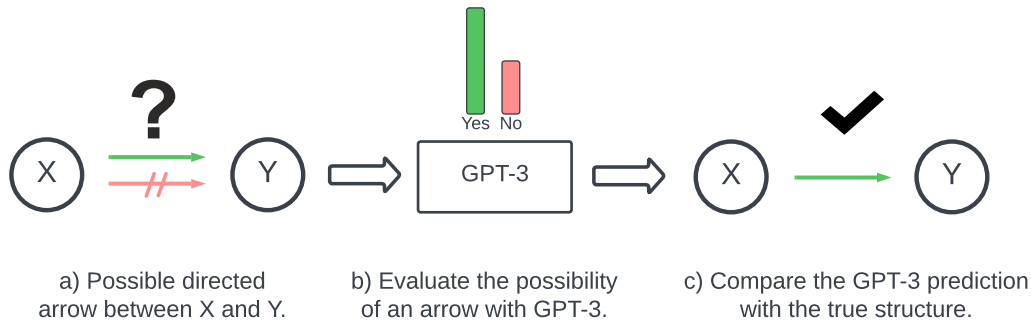 ?
Yes No
X
Y
GPT-3
X
Y
a) Possible directed
arrow between X and Y.
b) Evaluate the possibility
of an arrow with GPT-3.
c) Compare the GPT-3 prediction
with the true structure.